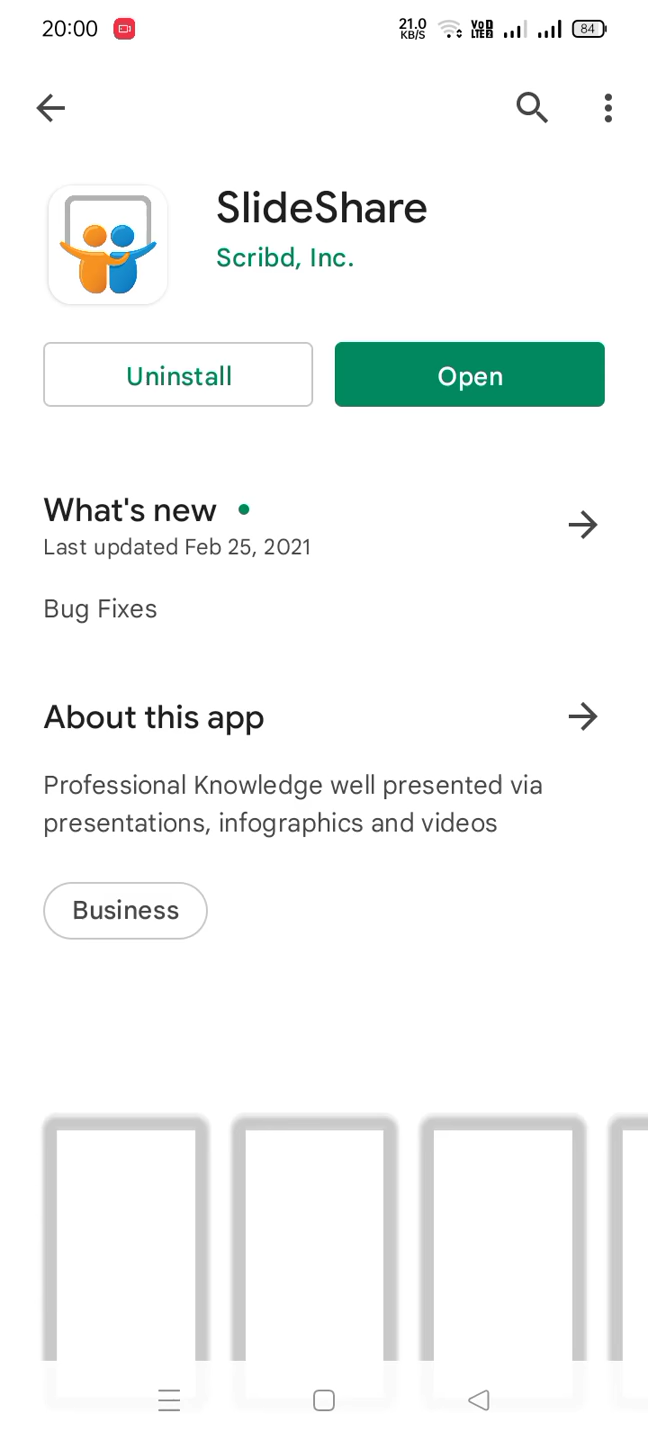 20:00
21.0
KB/S
VoD
LTE 2
84
SlideShare
Scribd, Inc.
Uninstall
Open
What's new
Last updated Feb 25, 2021
Bug Fixes
About this app
Professional Knowledge well presented via
presentations, infographics and videos
Business